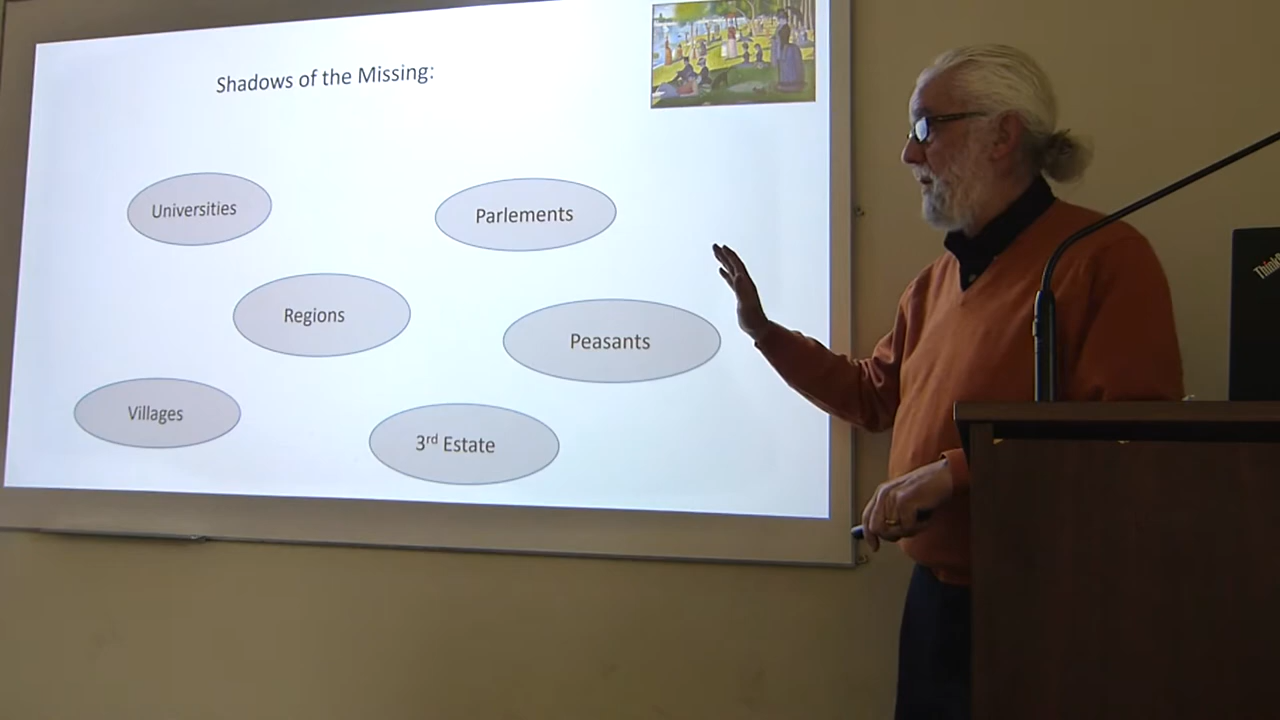 Shadows of the Missing:
Universities
Parlements
Regions
Peasants
Villages
3rd Estate